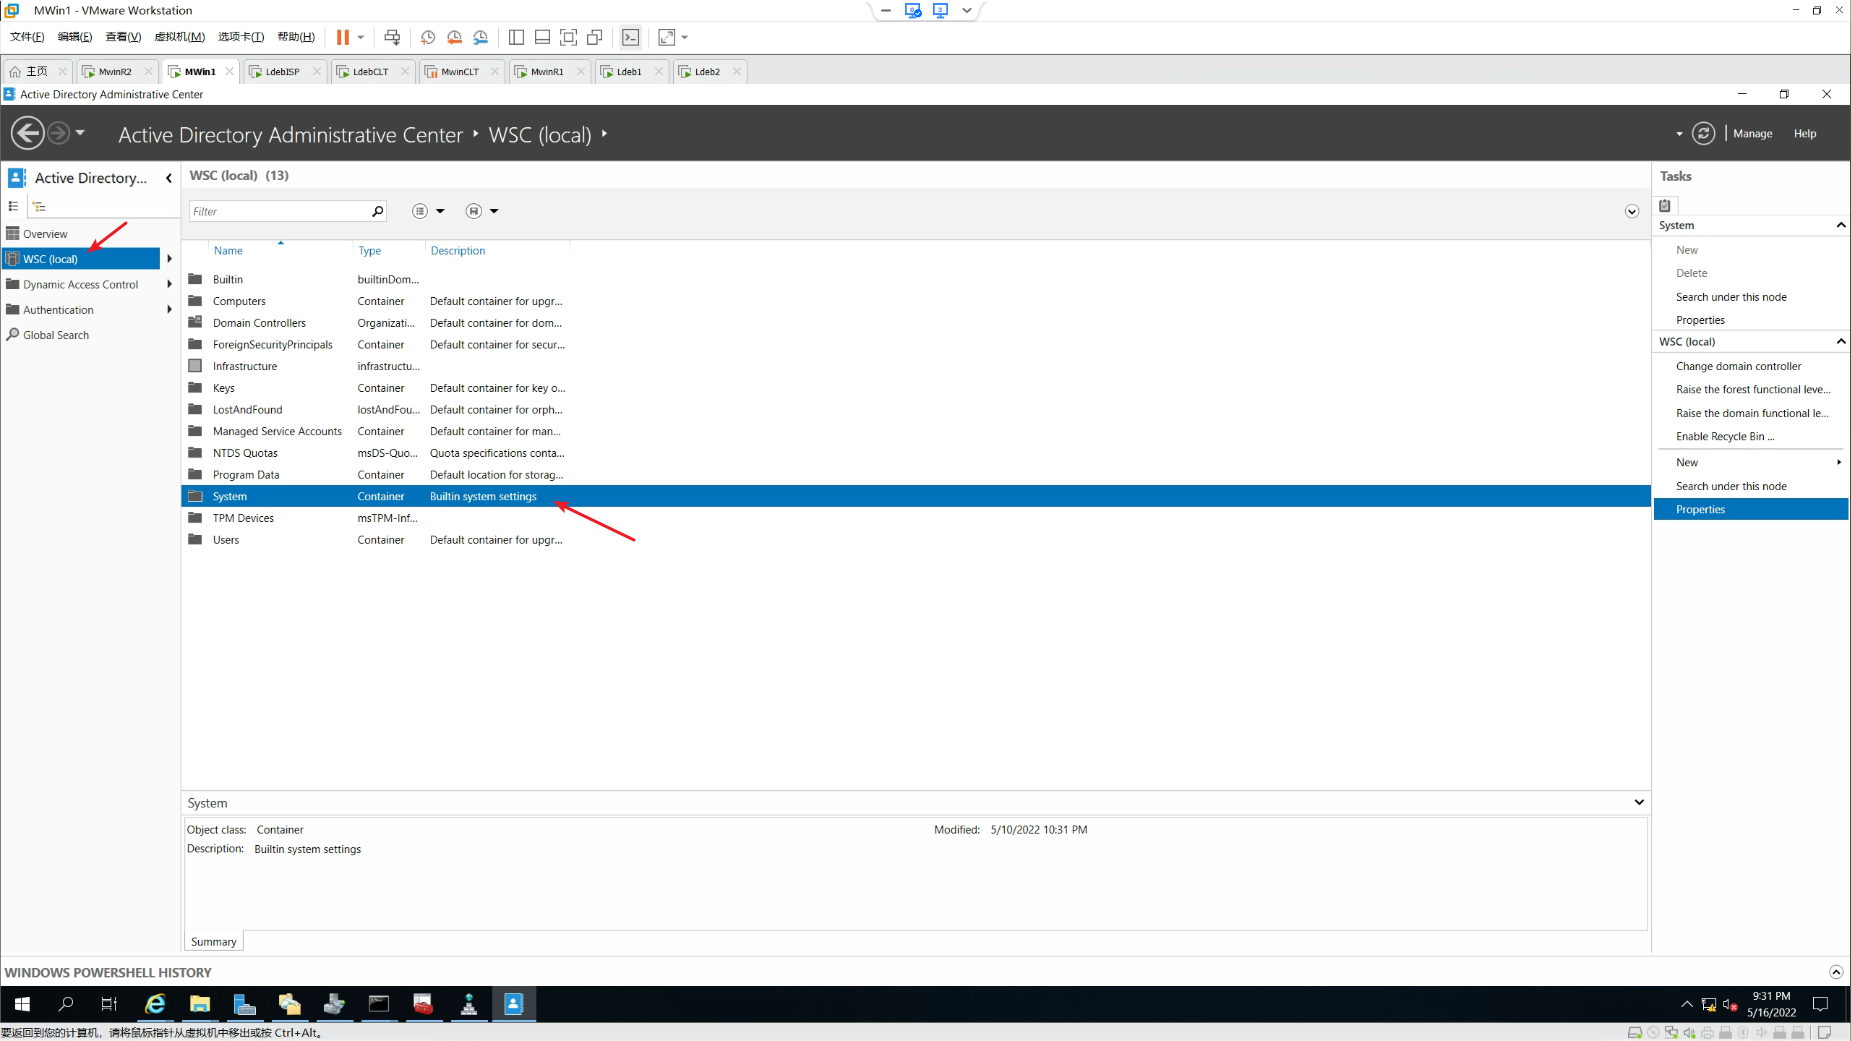 MWin1 - VMware Workstation
文件(F) 编辑(E) 查看(V) 虚拟机(M) 选项卡(T) 帮助(H)
主页 MwinR2 MWin1 LdebISP LdebCLT MwinCLT MwinR1 Ldeb1 Ldeb2
Active Directory Administrative Center
Active Directory Administrative Center • WSC (local) •
Manage Help
Active Directory...
Overview
WSC (local)
Dynamic Access Control
Authentication
Global Search
WSC (local) (13)
Filter
Name Type Description
Builtin builtinDom...
Computers Container Default container for upgr...
Domain Controllers Organizati... Default container for dom...
ForeignSecurityPrincipals Container Default container for secur...
Infrastructure infrastructu...
Keys Container Default container for key o...
LostAndFound lostAndFou... Default container for orph...
Managed Service Accounts Container Default container for man...
NTDS Quotas msDS-Quo... Quota specifications conta...
Program Data Container Default location for storag...
System Container Builtin system settings
TPM Devices msTPM-Inf...
Users Container Default container for upgr...
System
Object class: Container
Modified: 5/10/2022 10:31 PM
Description: Builtin system settings
Summary
Tasks
System
New
Delete
Search under this node
Properties
WSC (local)
Change domain controller
Raise the forest functional leve...
Raise the domain functional le...
Enable Recycle Bin ...
New
Search under this node
Properties
WINDOWS POWERSHELL HISTORY
9:31 PM
5/16/2022
要返回到您的计算机，请将鼠标指针从虚拟机中移出或按 Ctrl+Alt。